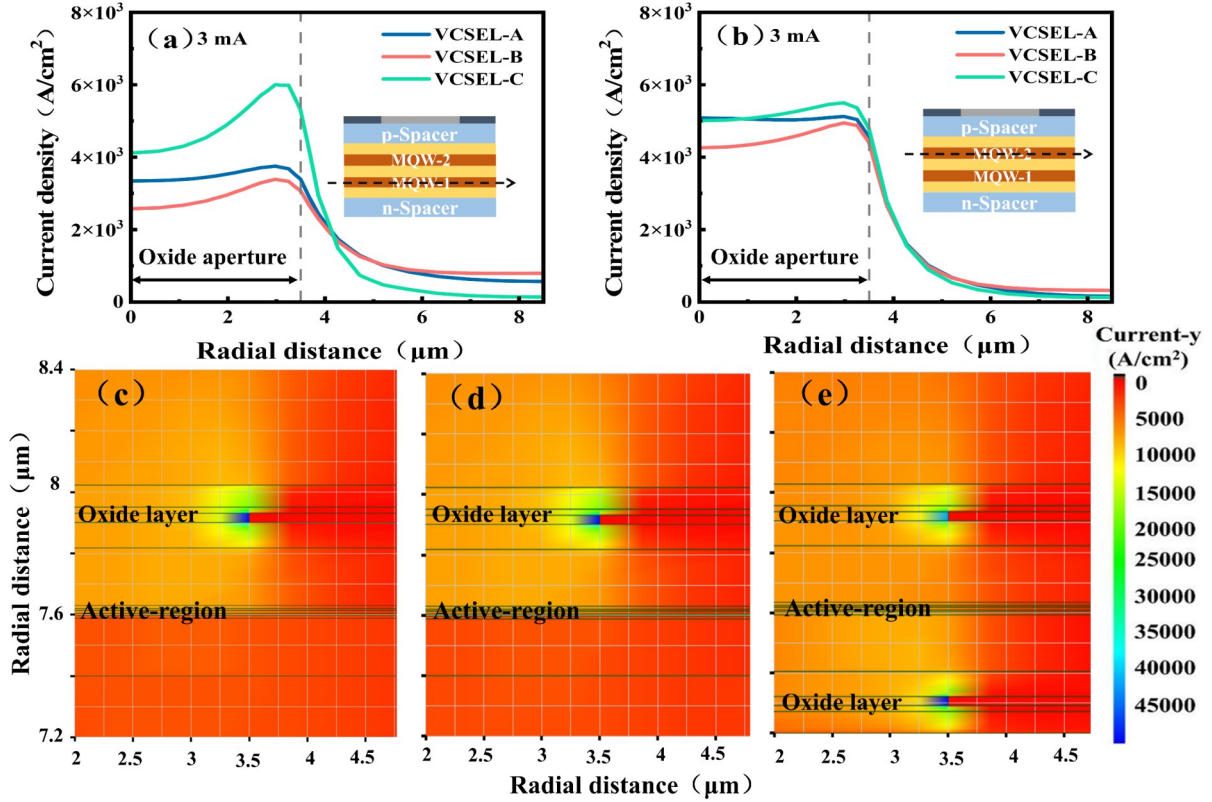 (a) 3 mA
VCSEL-A
VCSEL-B
VCSEL-C
8×10³
6×10³
4×10³
2×10³
0
Current density (A/cm²)
p-Spacer
MQW-2
MQW-1
n-Spacer
Oxide aperture
0 2 4 6 8
Radial distance (μm)
(b) 3 mA
VCSEL-A
VCSEL-B
VCSEL-C
8×10³
6×10³
4×10³
2×10³
0
Current density (A/cm²)
p-Spacer
MQW-2
MQW-1
n-Spacer
Oxide aperture
0 2 4 6 8
Radial distance (μm)
8.4
8
7.6
7.2
Radial distance (μm)
(c)
Oxide layer
Active-region
2 2.5 3 3.5 4 4.5
(d)
Oxide layer
Active-region
2 2.5 3 3.5 4 4.5
(e)
Oxide layer
Active-region
Oxide layer
2 2.5 3 3.5 4 4.5
Radial distance (μm)
Current-y
(A/cm²)
0
5000
10000
15000
20000
25000
30000
35000
40000
45000